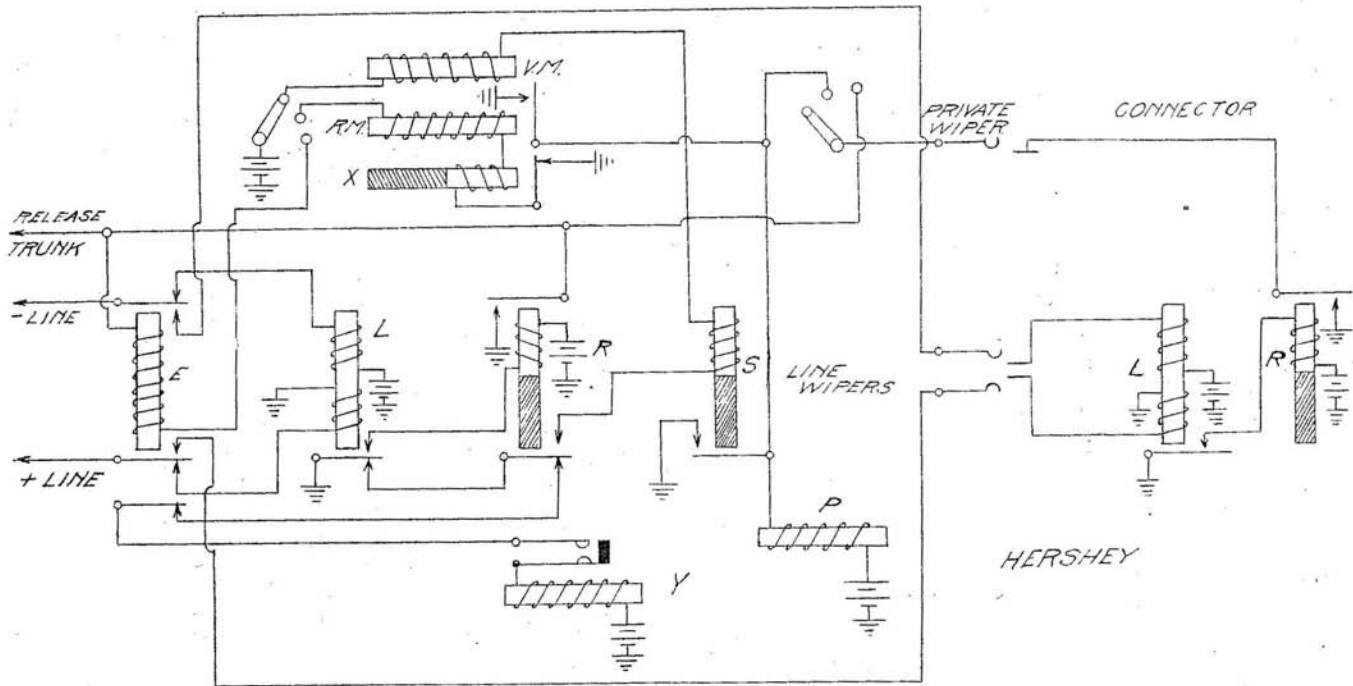 V.M.
R.M.
X
PRIVATE
WIPER
CONNECTOR
RELEASE
TRUNK
-LINE
E
L
R
S
LINE
WIPERS
L
R
+ LINE
P
Y
HERSHEY